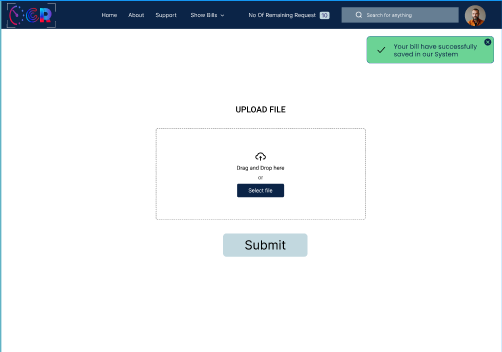 OCR
Home About Support Show Bills No Of Remaining Request 10 Search for anything
Your bill have successfully
saved in our System
UPLOAD FILE
Drag and Drop here
or
Select file
Submit